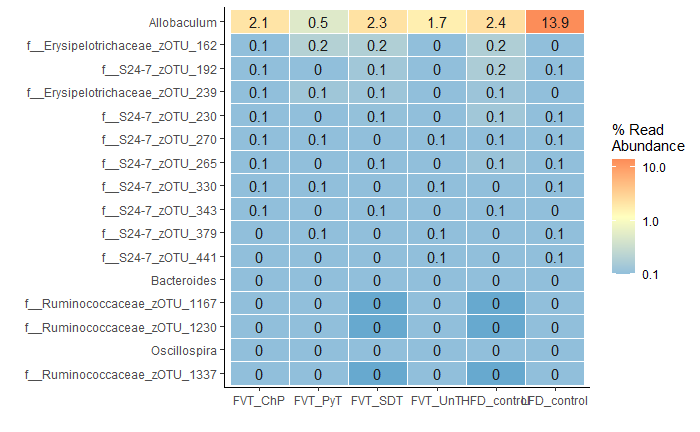 Allobaculum 2.1 0.5 2.3 1.7 2.4 13.9
f__Erysipelotrichaceae_zOTU_162 0.1 0.2 0.2 0 0.2 0
f__S24-7_zOTU_192 0.1 0 0.1 0 0.2 0.1
f__Erysipelotrichaceae_zOTU_239 0.1 0.1 0.1 0 0.1 0
f__S24-7_zOTU_230 0.1 0 0.1 0 0.1 0.1
f__S24-7_zOTU_270 0.1 0.1 0 0.1 0.1 0.1
f__S24-7_zOTU_265 0.1 0 0.1 0 0.1 0.1
f__S24-7_zOTU_330 0.1 0.1 0 0.1 0 0.1
f__S24-7_zOTU_343 0.1 0 0.1 0 0.1 0
f__S24-7_zOTU_379 0 0.1 0 0.1 0 0.1
f__S24-7_zOTU_441 0 0 0 0.1 0 0.1
Bacteroides 0 0 0 0 0 0
f__Ruminococcaceae_zOTU_1167 0 0 0 0 0 0
f__Ruminococcaceae_zOTU_1230 0 0 0 0 0 0
Oscillospira 0 0 0 0 0 0
f__Ruminococcaceae_zOTU_1337 0 0 0 0 0 0
FVT_ChP FVT_PyT FVT_SDT FVT_UnT HFD_control LFD_control
% Read
Abundance
10.0
1.0
0.1